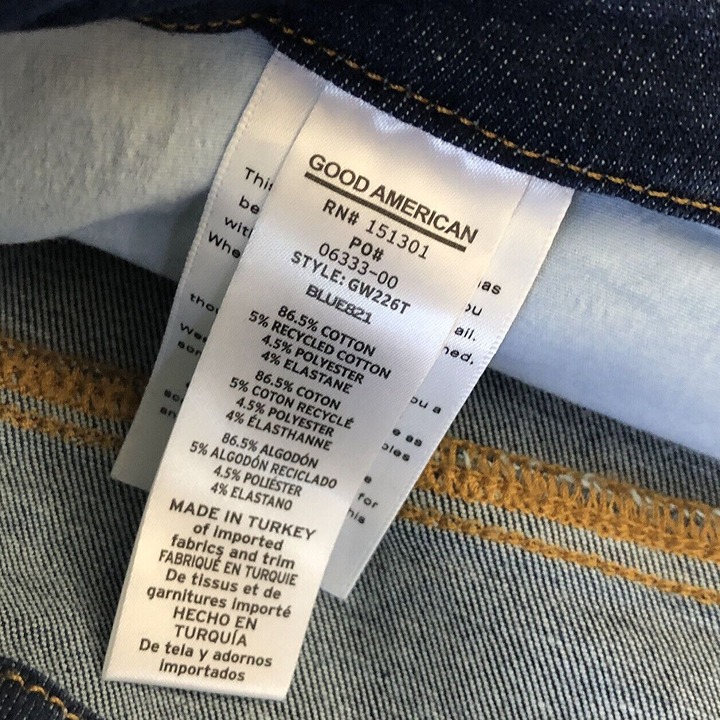 GOOD AMERICAN
RN# 151301
PO#
06333-00
STYLE: GW226T
BLUE821
86.5% COTTON
5% RECYCLED COTTON
4.5% POLYESTER
4% ELASTANE
86.5% COTON
5% COTON RECYCLÉ
4.5% POLYESTER
4% ÉLASTHANNE
86.5% ALGODÓN
5% ALGODÓN RECICLADO
4.5% POLIÉSTER
4% ELASTANO
MADE IN TURKEY
of imported
fabrics and trim
FABRIQUÉ EN TURQUIE
De tissus et de
garnitures importé
HECHO EN
TURQUÍA
De tela y adornos
importados